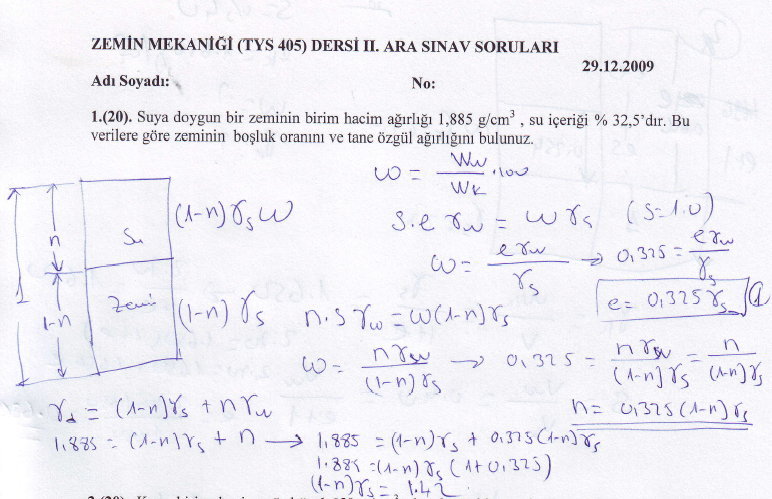 ZEMİN MEKANİĞİ (TYS 405) DERSİ II. ARA SINAV SORULARI
29.12.2009
Adı Soyadı: No:
1.(20). Suya doygun bir zeminin birim hacim ağırlığı 1,885 g/cm³ , su içeriği % 32,5'dır. Bu
verilere göre zeminin boşluk oranını ve tane özgül ağırlığını bulunuz.
ω = Ww/Wk .100
(1-n)γs ω
n
Su
S.e γw = ω γs (S=1.0)
ω = eγw/γs → 0,325 = eγw/γs
e = 0,325 γs
1
1-n
Zemin
(1-n) γs
n.s γw = ω(1-n)γs
ω = nγw/(1-n)γs → 0,325 = nγw/(1-n)γs = n/(1-n)γs
n = 0,325(1-n)γs
γd = (1-n)γs + nγw
1.885 = (1-n)γs + n → 1.885 = (1-n)γs + 0.325(1-n)γs
1.885 = (1-n)γs (1+0,325)
(1-n)γs = 1.42